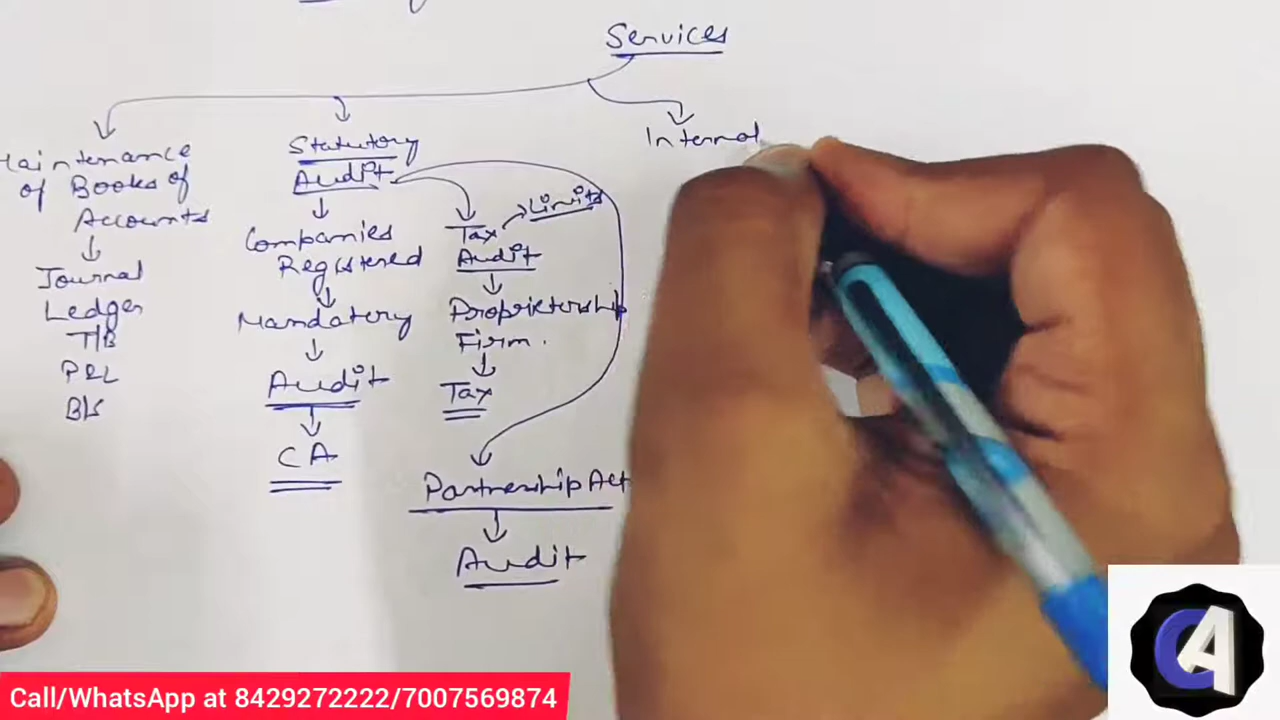 Services
Maintenance
of Books of
Accounts
Journal
Ledger
T/B
P&L
B/S
Statutory
Audit
Companies
Registered
Mandatory
Audit
CA
Tax
Audit
Limits
Proprietorship
Firm.
Tax
Partnership Act
Audit
Internal
Call/WhatsApp at 8429272222/7007569874
CA